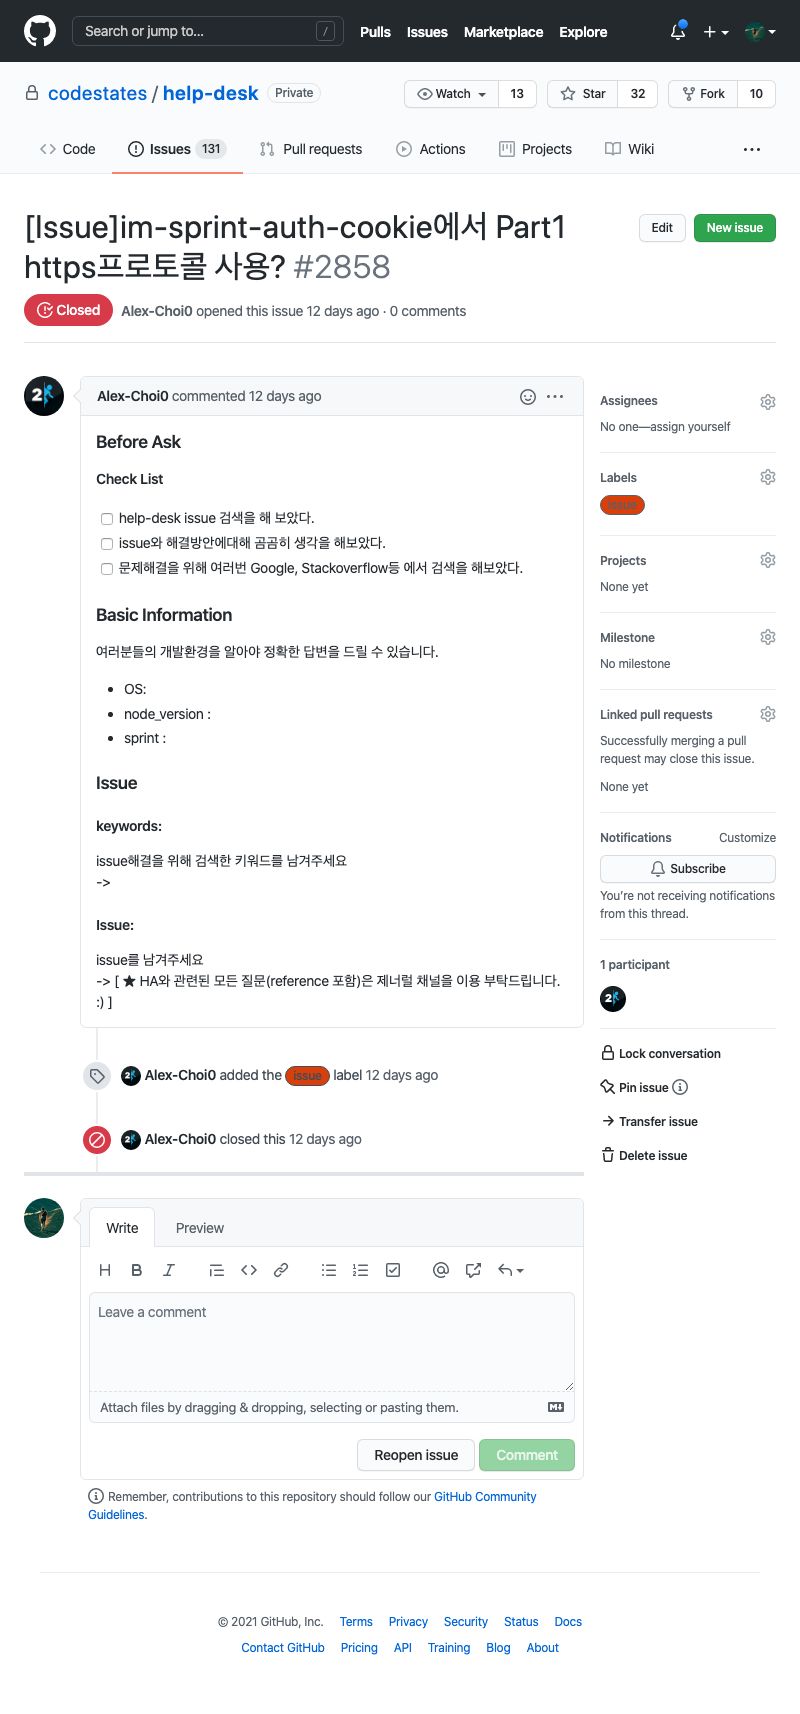 Search or jump to...
/
Pulls
Issues
Marketplace
Explore
codestates / help-desk
Private
Watch
13
Star
32
Fork
10
Code
Issues 131
Pull requests
Actions
Projects
Wiki
[Issue]im-sprint-auth-cookie에서 Part1
https프로토콜 사용? #2858
Edit
New issue
Closed
Alex-Choi0 opened this issue 12 days ago · 0 comments
Alex-Choi0 commented 12 days ago
Before Ask
Check List
help-desk issue 검색을 해 보았다.
issue와 해결방안에대해 곰곰히 생각을 해보았다.
문제해결을 위해 여러번 Google, Stackoverflow등 에서 검색을 해보았다.
Basic Information
여러분들의 개발환경을 알아야 정확한 답변을 드릴 수 있습니다.
OS:
node_version :
sprint :
Issue
keywords:
issue해결을 위해 검색한 키워드를 남겨주세요
->
Issue:
issue를 남겨주세요
-> [ ★ HA와 관련된 모든 질문(reference 포함)은 제너럴 채널을 이용 부탁드립니다.
:) ]
Alex-Choi0 added the issue label 12 days ago
Alex-Choi0 closed this 12 days ago
Assignees
No one—assign yourself
Labels
issue
Projects
None yet
Milestone
No milestone
Linked pull requests
Successfully merging a pull
request may close this issue.
None yet
Notifications
Customize
Subscribe
You're not receiving notifications
from this thread.
1 participant
Lock conversation
Pin issue
Transfer issue
Delete issue
Write
Preview
Leave a comment
Attach files by dragging & dropping, selecting or pasting them.
Reopen issue
Comment
Remember, contributions to this repository should follow our GitHub Community
Guidelines.
© 2021 GitHub, Inc.
Terms
Privacy
Security
Status
Docs
Contact GitHub
Pricing
API
Training
Blog
About